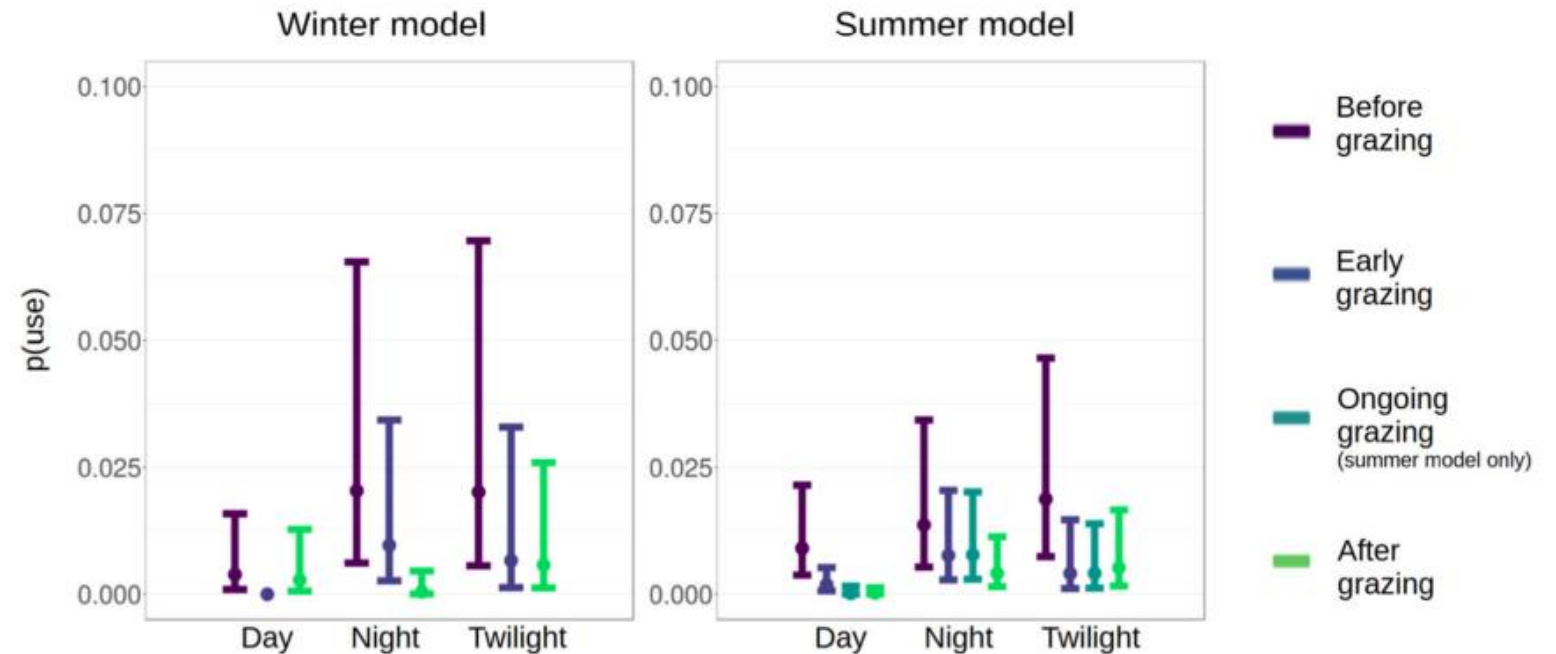 Winter model
Summer model
p(use)
0.100
0.075
0.050
0.025
0.000
Day Night Twilight
0.100
0.075
0.050
0.025
0.000
Day Night Twilight
Before
grazing
Early
grazing
Ongoing
grazing
(summer model only)
After
grazing